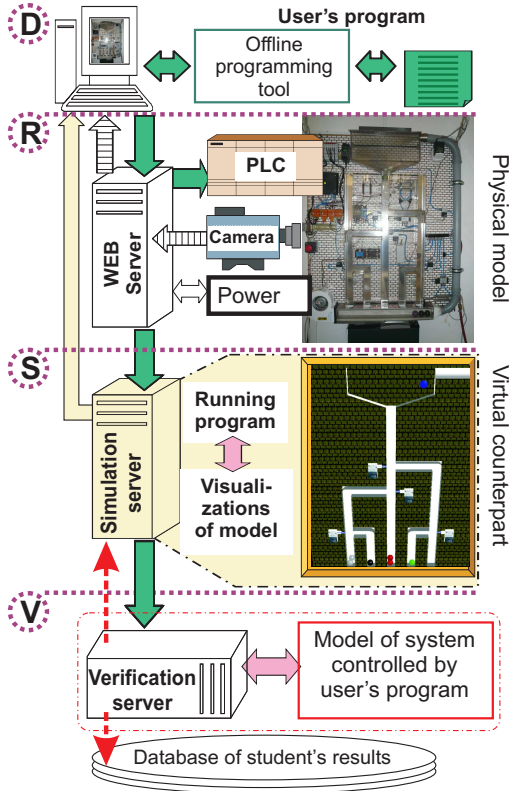 D
User's program
Offline
programming
tool
R
PLC
WEB
Server
Camera
Power
Physical model
S
Simulation
server
Running
program
Visuali-
zations
of model
Virtual counterpart
V
Verification
server
Model of system
controlled by
user's program
Database of student's results